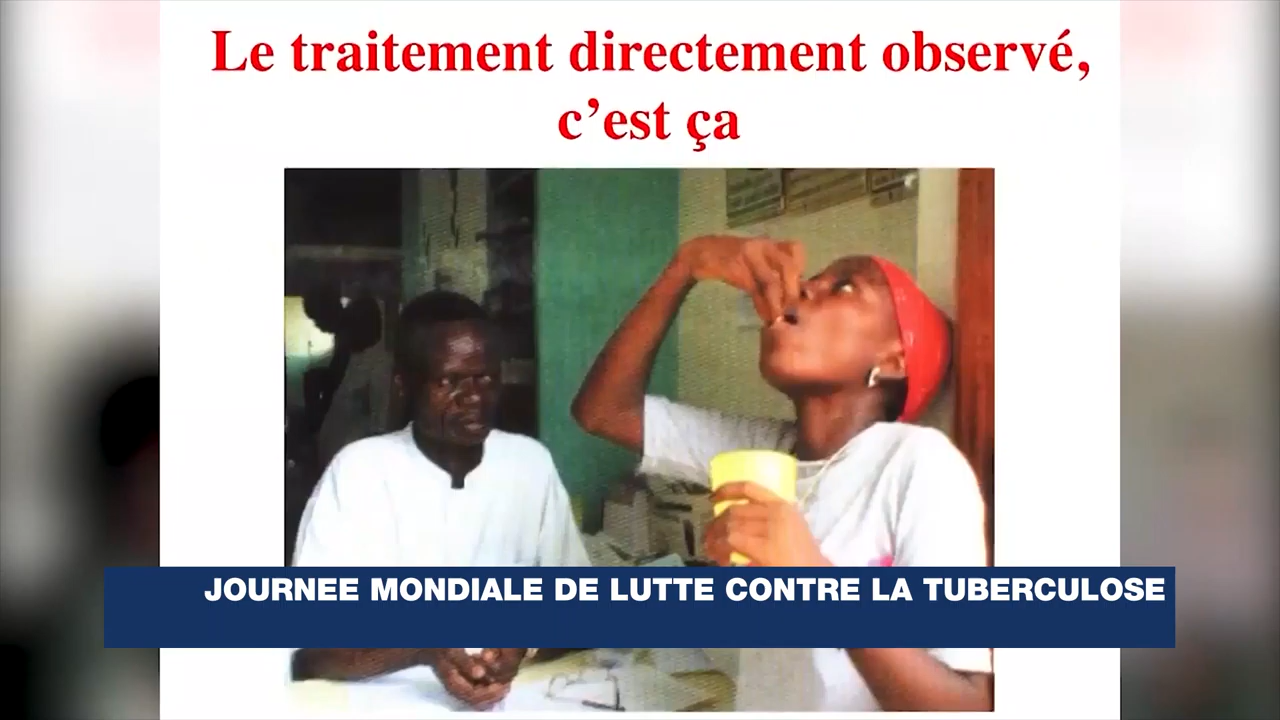 Le traitement directement observé,
c’est ça
JOURNEE MONDIALE DE LUTTE CONTRE LA TUBERCULOSE